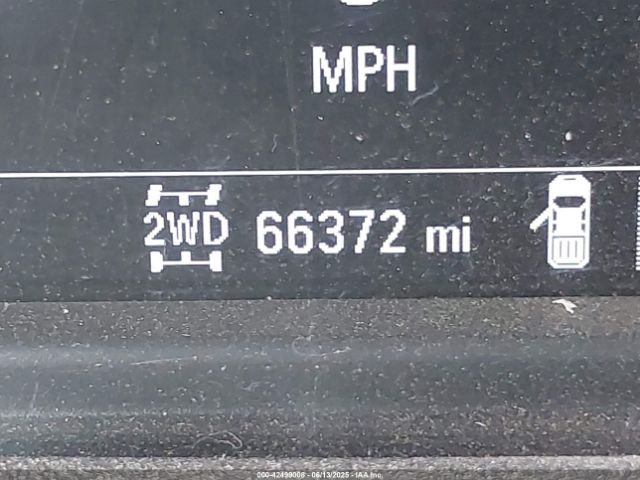 MPH
2WD 66372 mi
000-42499006 - 06/13/2025 - IAA Inc.